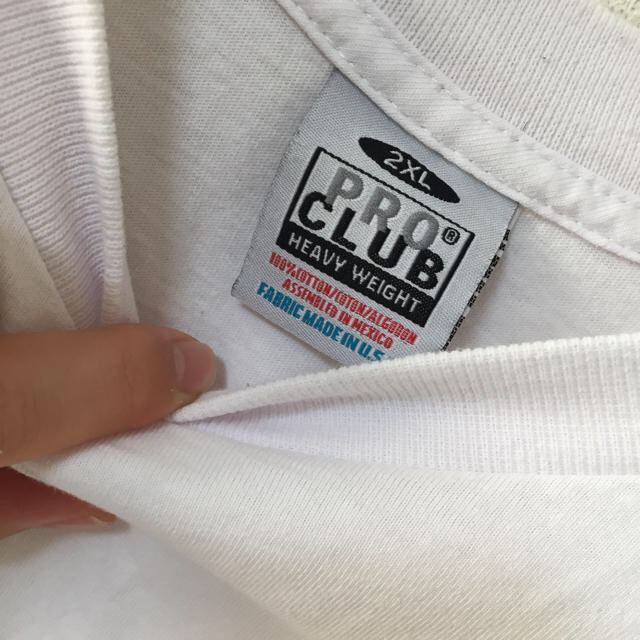 2XL
PRO
CLUB®
HEAVY WEIGHT
100%COTTON/COTON/ALGODON
ASSEMBLED IN MEXICO
FABRIC MADE IN U.S